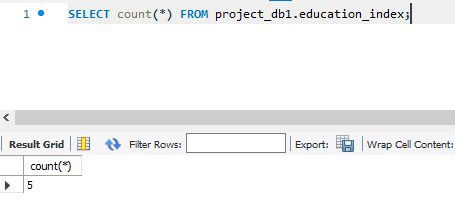 1 SELECT count(*) FROM project_db1.education_index;
Result Grid Filter Rows: Export: Wrap Cell Content:
count(*)
5